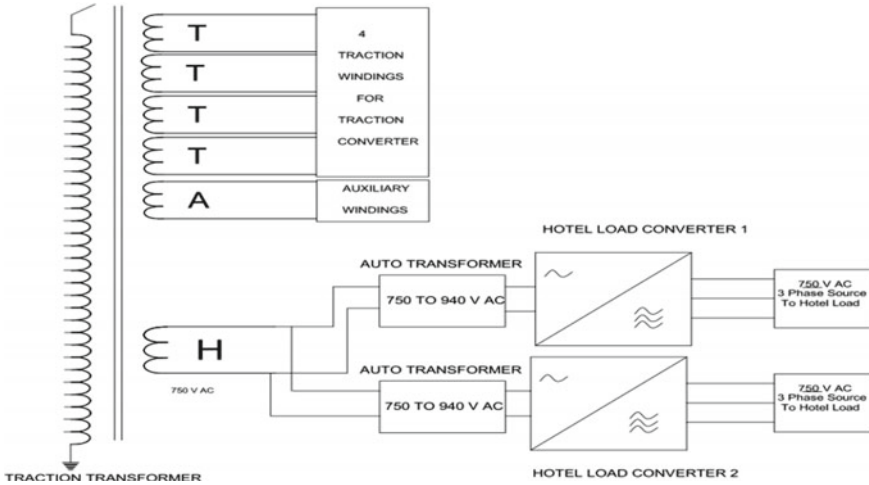 T
T
T
T
A
4
TRACTION
WINDINGS
FOR
TRACTION
CONVERTER
AUXILIARY
WINDINGS
HOTEL LOAD CONVERTER 1
AUTO TRANSFORMER
750 TO 940 V AC
750 V AC
3 Phase Source
To Hotel Load
H
750 V AC
AUTO TRANSFORMER
750 TO 940 V AC
750 V AC
3 Phase Source
To Hotel Load
HOTEL LOAD CONVERTER 2
TRACTION TRANSFORMER